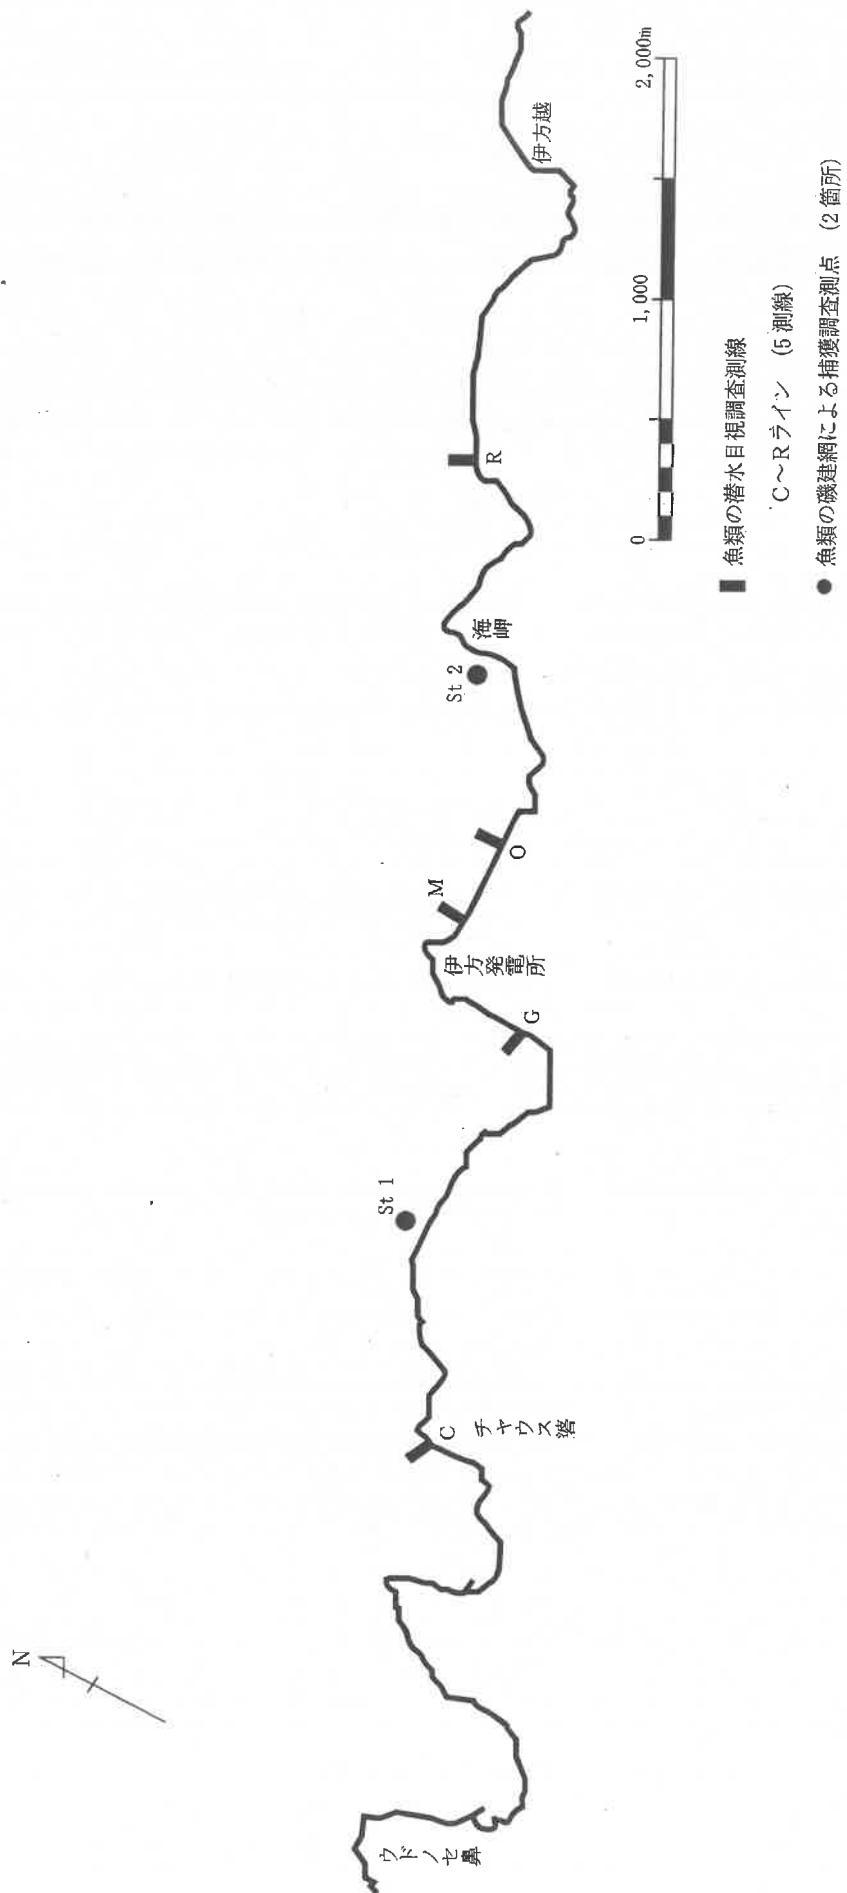 N
ウドノセ鼻
C
チヤウス碆
St 1
G
伊方発電所
M
O
St 2
海岬
R
伊方越
0
1,000
2,000m
魚類の潜水目視調査測線
C～Rライン (5測線)
魚類の磯建網による捕獲調査測点 (2箇所)